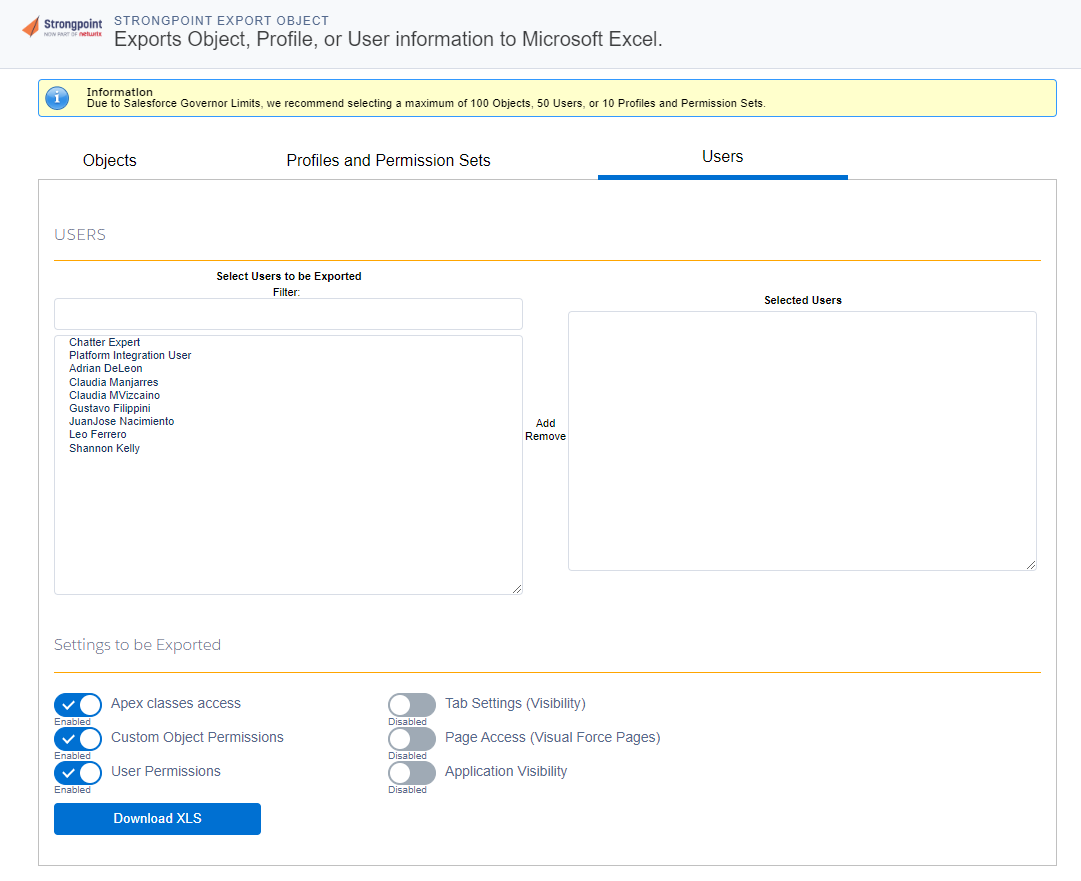 Strongpoint
NOW PART OF netwrix
STRONGPOINT EXPORT OBJECT
Exports Object, Profile, or User information to Microsoft Excel.
Information
Due to Salesforce Governor Limits, we recommend selecting a maximum of 100 Objects, 50 Users, or 10 Profiles and Permission Sets.
Objects
Profiles and Permission Sets
Users
USERS
Select Users to be Exported
Filter:
Selected Users
Chatter Expert
Platform Integration User
Adrian DeLeon
Claudia Manjarres
Claudia MVizcaino
Gustavo Filippini
JuanJose Nacimiento
Leo Ferrero
Shannon Kelly
Add
Remove
Settings to be Exported
Apex classes access
Enabled
Tab Settings (Visibility)
Disabled
Custom Object Permissions
Enabled
Page Access (Visual Force Pages)
Disabled
User Permissions
Enabled
Application Visibility
Disabled
Download XLS